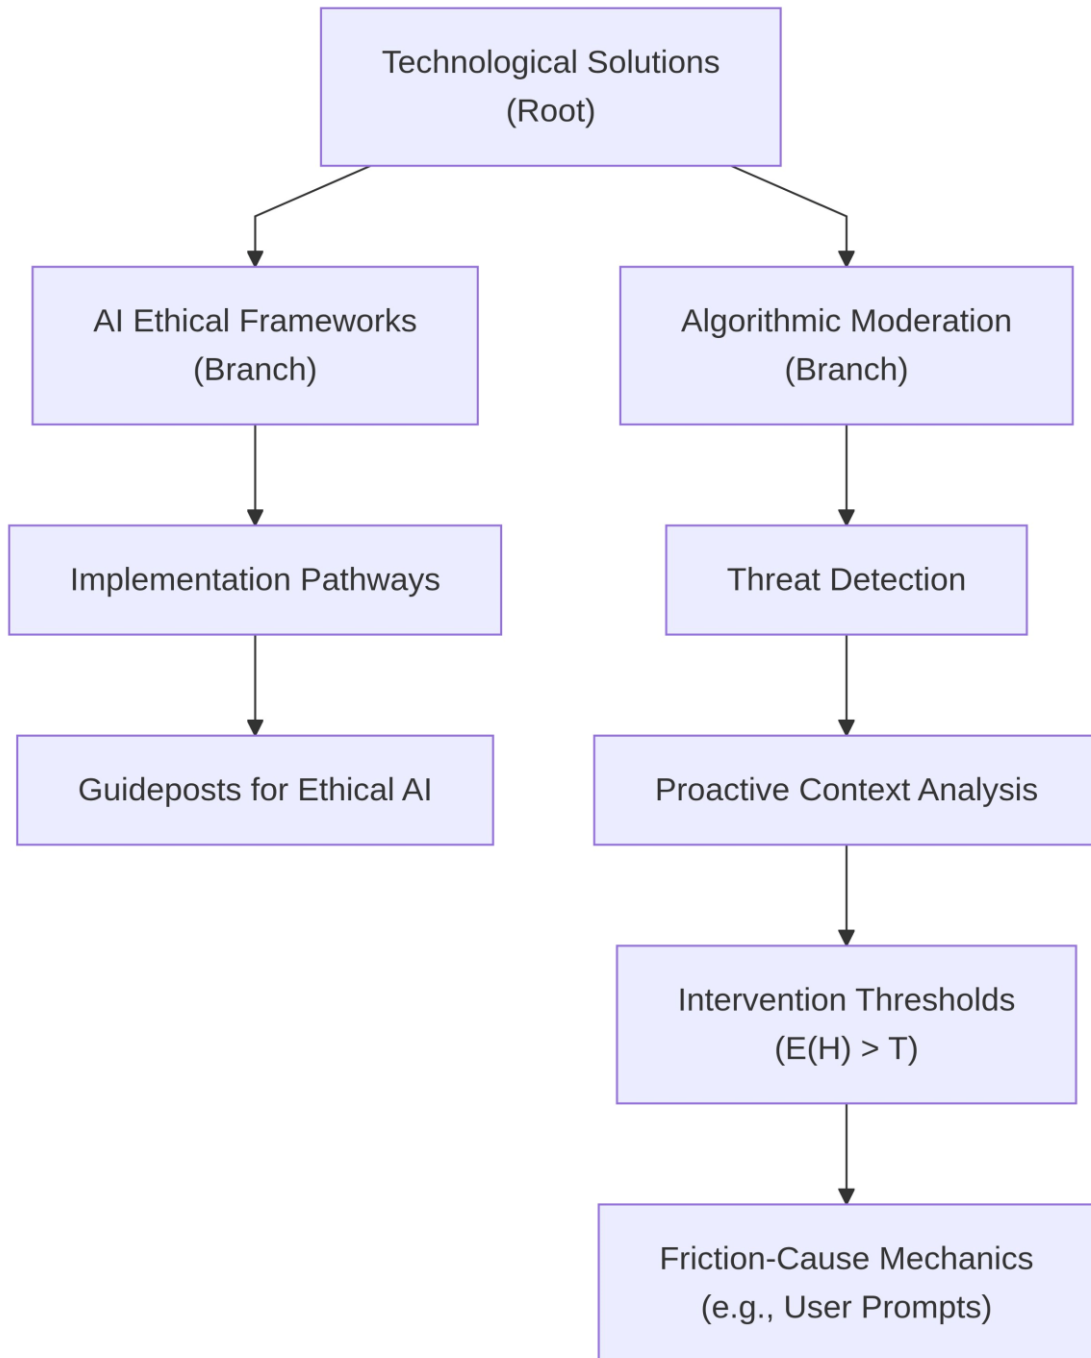 Technological Solutions
(Root)
AI Ethical Frameworks
(Branch)
Algorithmic Moderation
(Branch)
Implementation Pathways
Threat Detection
Guideposts for Ethical AI
Proactive Context Analysis
Intervention Thresholds
(E(H) > T)
Friction-Cause Mechanics
(e.g., User Prompts)